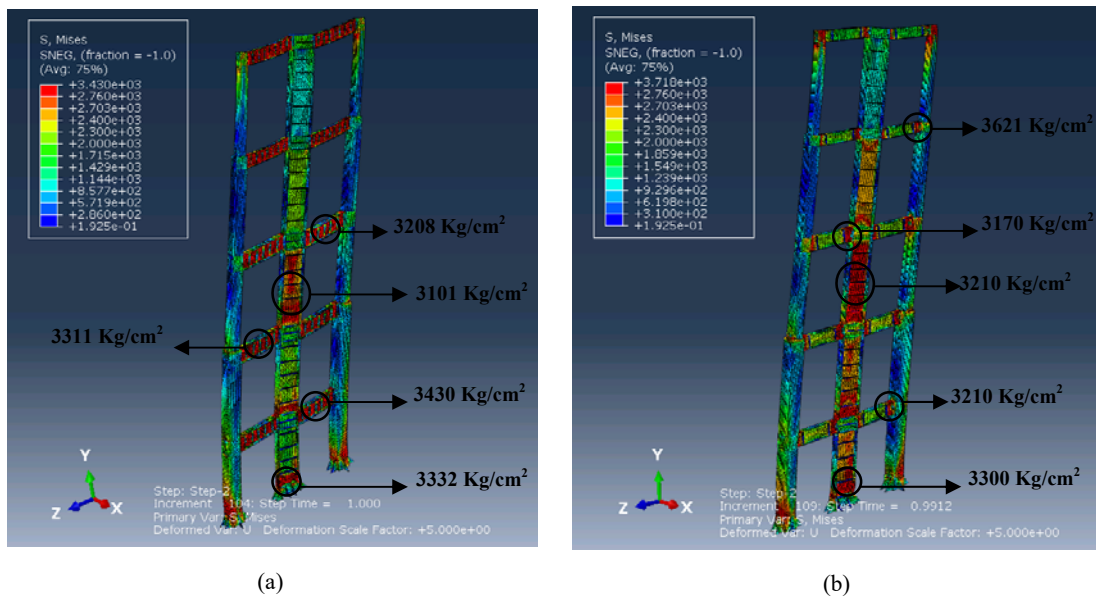 S, Mises
SNEG, (fraction = -1.0)
(Avg: 75%)
+3.430e+03
+2.760e+03
+2.703e+03
+2.400e+03
+2.300e+03
+2.000e+03
+1.715e+03
+1.429e+03
+1.144e+03
+8.577e+02
+5.719e+02
+2.860e+02
+1.925e-01
3208 Kg/cm²
3101 Kg/cm²
3311 Kg/cm²
3430 Kg/cm²
3332 Kg/cm²
Y
Z
X
Step: Step-2
Increment 104: Step Time = 1.000
Primary Var: S, Mises
Deformed Var: U Deformation Scale Factor: +5.000e+00
(a)
S, Mises
SNEG, (fraction = -1.0)
(Avg: 75%)
+3.718e+03
+2.760e+03
+2.703e+03
+2.400e+03
+2.300e+03
+1.859e+03
+1.549e+03
+1.239e+03
+9.296e+02
+6.198e+02
+3.100e+02
+1.925e-01
3621 Kg/cm²
3170 Kg/cm²
3210 Kg/cm²
3210 Kg/cm²
3300 Kg/cm²
Y
Z
X
Step: Step-2
Increment 109: Step Time = 0.9912
Primary Var: S, Mises
Deformed Var: U Deformation Scale Factor: +5.000e+00
(b)